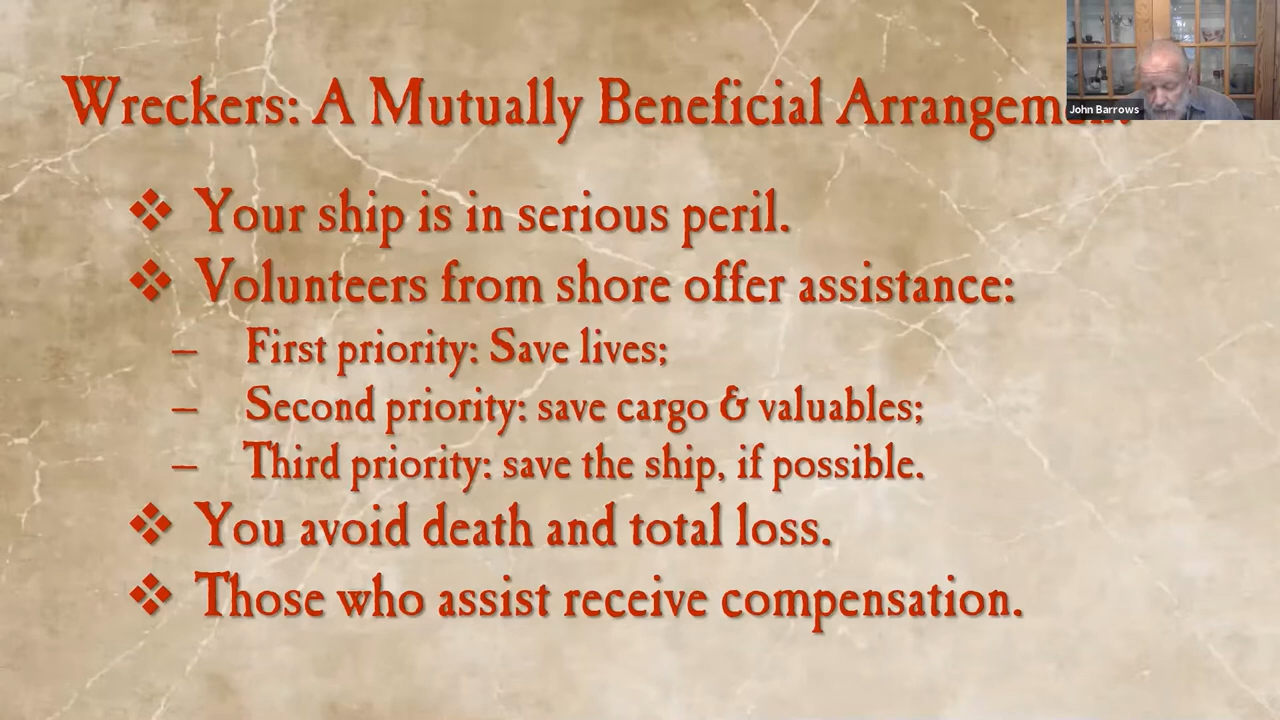 Wreckers: A Mutually Beneficial
John Barrows
❖ Your ship is in serious peril.
❖ Volunteers from shore offer assistance:
– First priority: Save lives;
– Second priority: save cargo & valuables;
– Third priority: save the ship, if possible.
❖ You avoid death and total loss.
❖ Those who assist receive compensation.